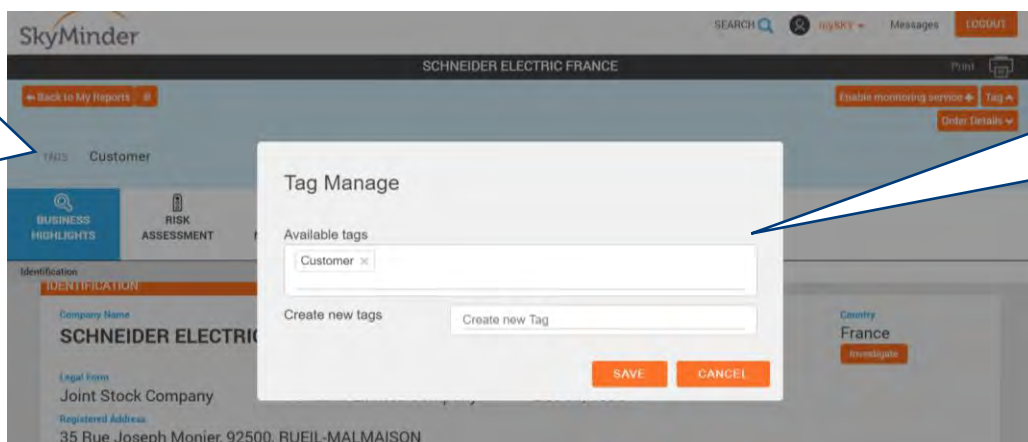 SkyMinder
SEARCH mySKY Messages LOGOUT
SCHNEIDER ELECTRIC FRANCE Print
Back to My Reports Enable monitoring service Tag
Order Details
TAGS Customer
Tag Manage
BUSINESS HIGHLIGHTS
RISK ASSESSMENT
Available tags
Customer ×
Identification
IDENTIFICATION
Create new tags Create new Tag
Company Name Country
SCHNEIDER ELECTRI France
Investigate
SAVE CANCEL
Legal Form
Joint Stock Company
Registered Address
35 Rue Joseph Monier, 92500, RUEIL-MALMAISON